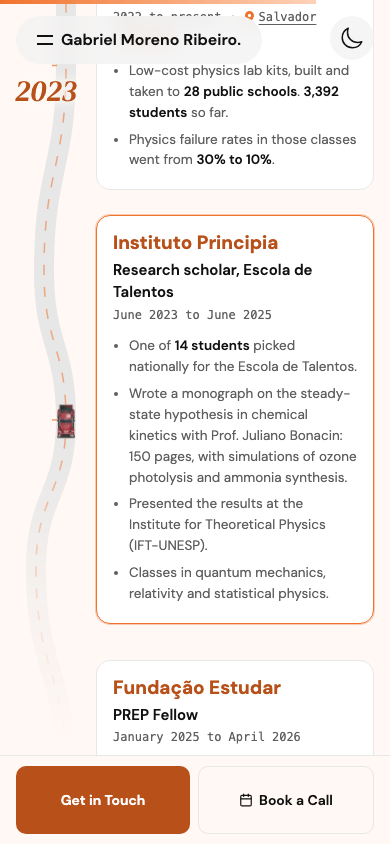 2022 to present · Salvador
Gabriel Moreno Ribeiro.
2023
• Low-cost physics lab kits, built and
taken to 28 public schools. 3,392
students so far.
• Physics failure rates in those classes
went from 30% to 10%.
Instituto Principia
Research scholar, Escola de
Talentos
June 2023 to June 2025
• One of 14 students picked
nationally for the Escola de Talentos.
• Wrote a monograph on the steady-
state hypothesis in chemical
kinetics with Prof. Juliano Bonacin:
150 pages, with simulations of ozone
photolysis and ammonia synthesis.
• Presented the results at the
Institute for Theoretical Physics
(IFT-UNESP).
• Classes in quantum mechanics,
relativity and statistical physics.
Fundação Estudar
PREP Fellow
January 2025 to April 2026
Get in Touch
Book a Call